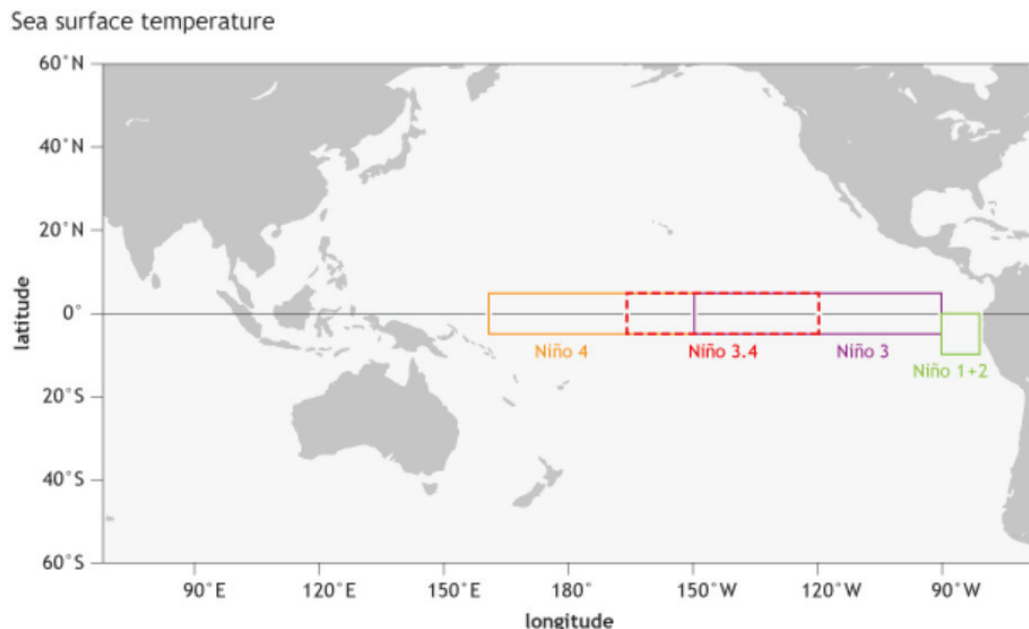 Sea surface temperature
60°N
40°N
20°N
0°
20°S
40°S
60°S
latitude
Niño 4
Niño 3.4
Niño 3
Niño 1+2
90°E
120°E
150°E
180°
150°W
120°W
90°W
longitude